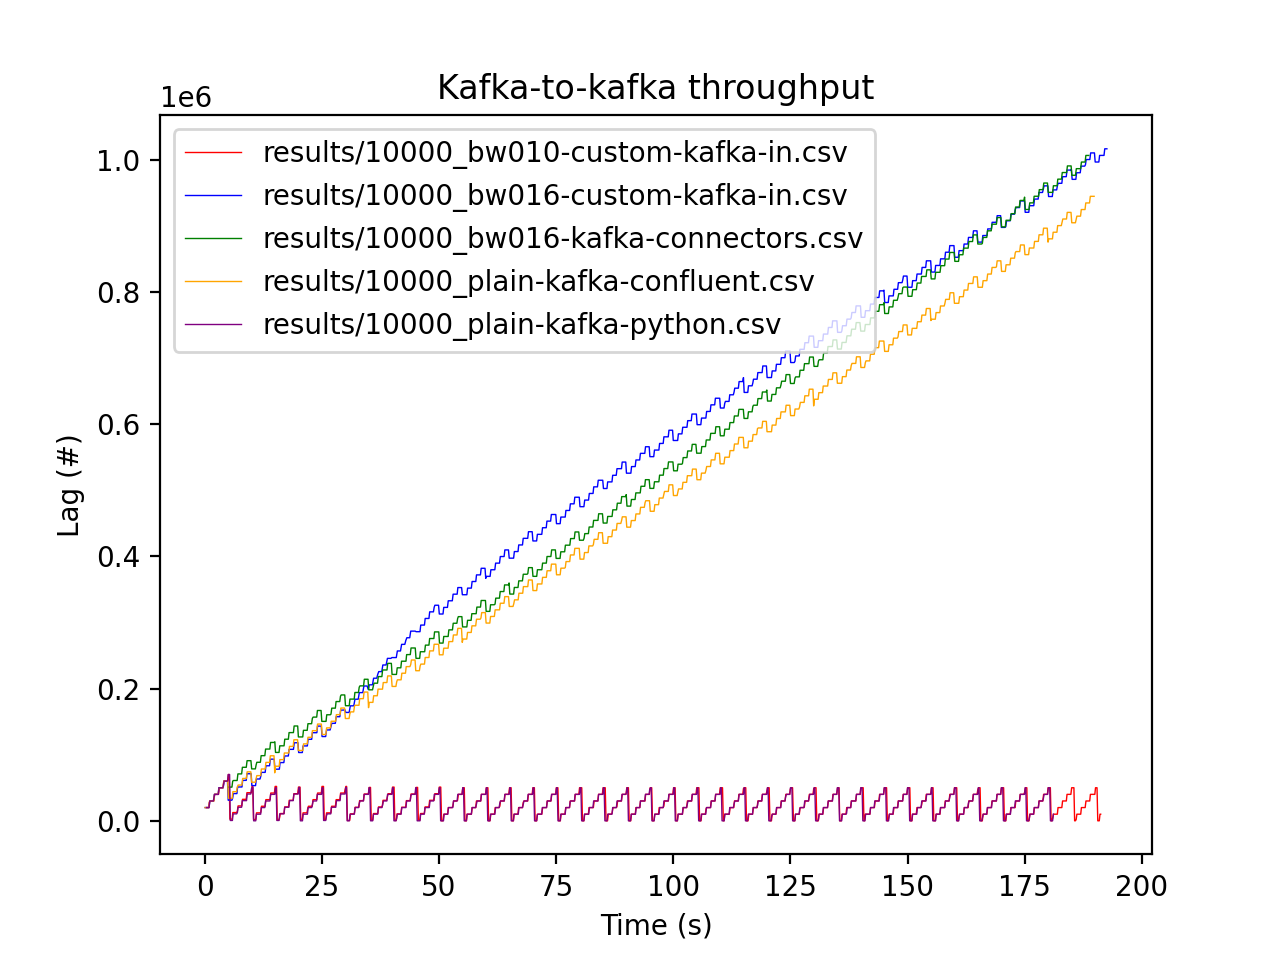 Kafka-to-kafka throughput
1e6
results/10000_bw010-custom-kafka-in.csv
results/10000_bw016-custom-kafka-in.csv
results/10000_bw016-kafka-connectors.csv
results/10000_plain-kafka-confluent.csv
results/10000_plain-kafka-python.csv
1.0
0.8
0.6
0.4
0.2
0.0
Lag (#)
0 25 50 75 100 125 150 175 200
Time (s)